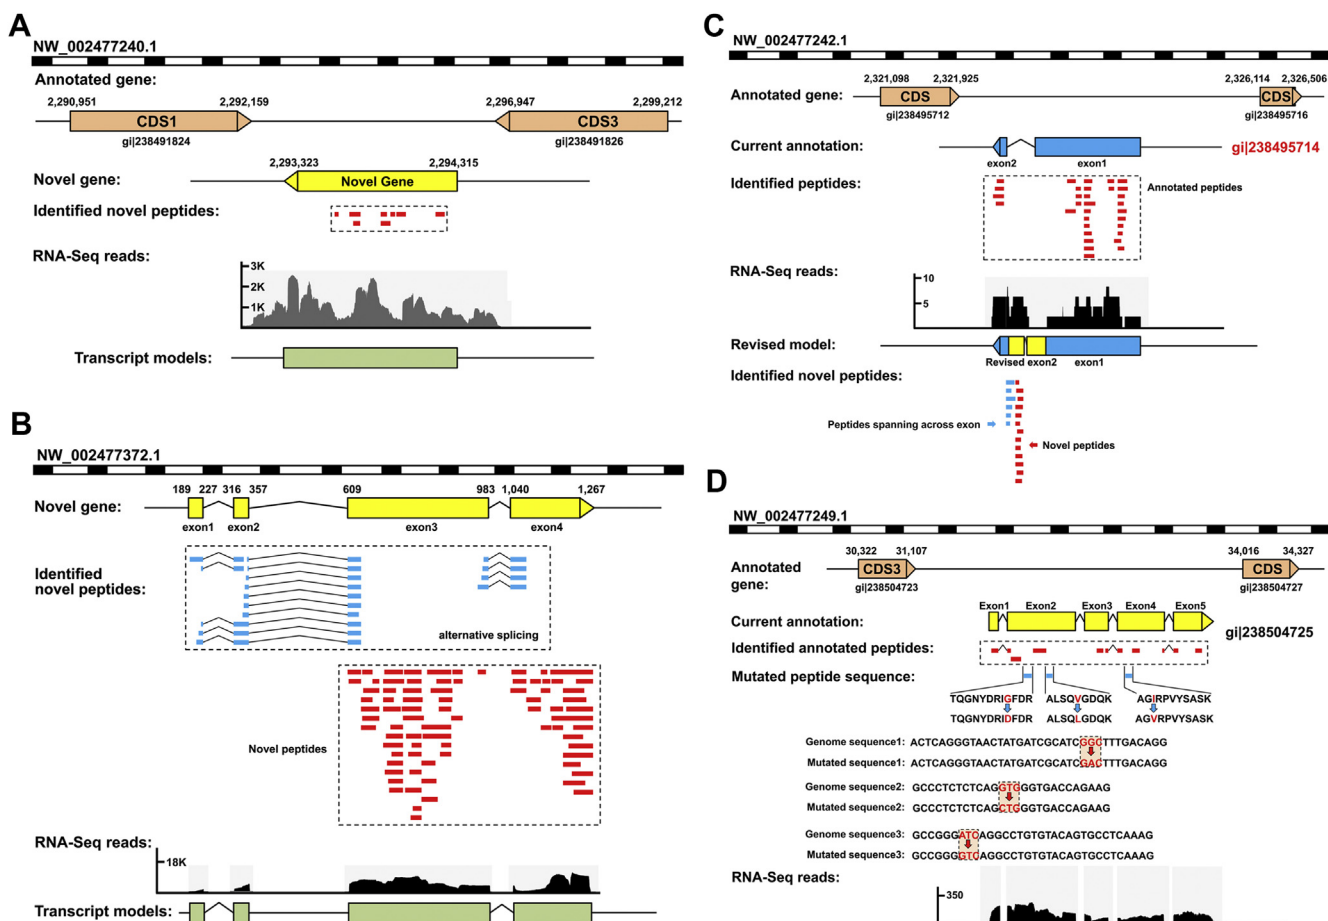 A
NW_002477240.1
Annotated gene:
2,290,951 2,292,159 2,296,947 2,299,212
CDS1 CDS3
gi|238491824 gi|238491826
2,293,323 2,294,315
Novel gene: Novel Gene
Identified novel peptides:
RNA-Seq reads:
3K
2K
1K
Transcript models:
B
NW_002477372.1
189 227 316 357 609 983 1,040 1,267
Novel gene:
exon1 exon2 exon3 exon4
Identified
novel peptides:
alternative splicing
Novel peptides
RNA-Seq reads:
18K
Transcript models:
C
NW_002477242.1
2,321,098 2,321,925 2,326,114 2,326,506
Annotated gene: CDS CDS
gi|238495712 gi|238495716
Current annotation: gi|238495714
exon2 exon1
Identified peptides: Annotated peptides
RNA-Seq reads:
10
5
Revised model:
Revised exon2 exon1
Identified novel peptides:
Peptides spanning across exon
Novel peptides
D
NW_002477249.1
30,322 31,107 34,016 34,327
Annotated
gene:
CDS3 CDS
gi|238504723 gi|238504727
Exon1 Exon2 Exon3 Exon4 Exon5
Current annotation: gi|238504725
Identified annotated peptides:
Mutated peptide sequence:
TQGNYDRIGFDR ALSQVGDQK AGIRPVYSASK
TQGNYDRIDFDR ALSQLGDQK AGVRPVYSASK
Genome sequence1: ACTCAGGGTAACTATGATCGCATCGGCTTTGACAGG
Mutated sequence1: ACTCAGGGTAACTATGATCGCATCGACTTTGACAGG
Genome sequence2: GCCCTCTCTCAGGTGGGTGACCAGAAG
Mutated sequence2: GCCCTCTCTCAGCTGGGTGACCAGAAG
Genome sequence3: GCCGGGATCAGGCCTGTGTACAGTGCCTCAAAG
Mutated sequence3: GCCGGGGTCAGGCCTGTGTACAGTGCCTCAAAG
RNA-Seq reads:
350